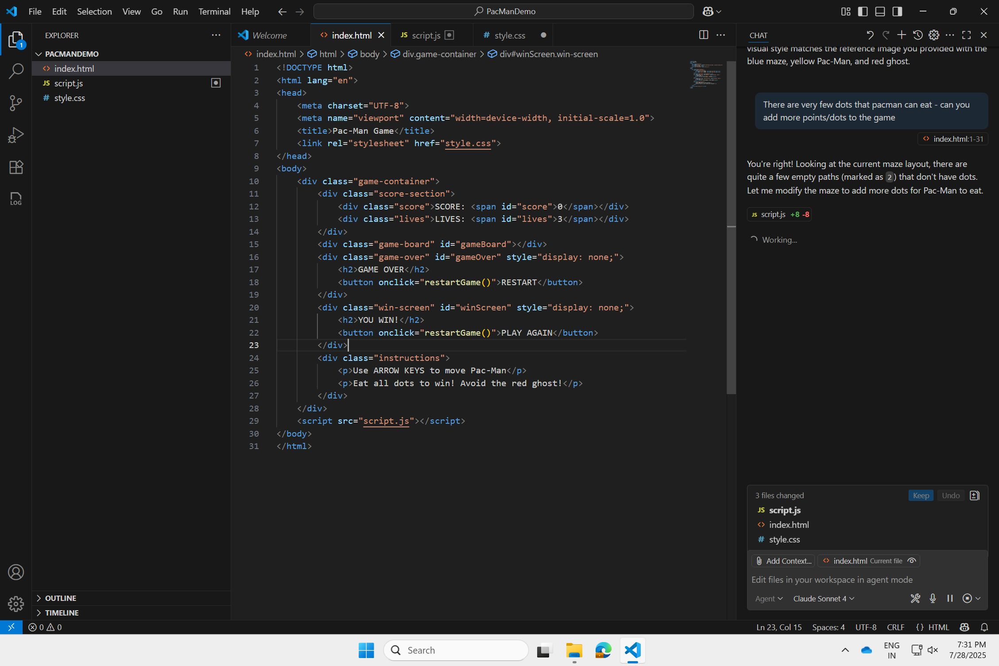 File Edit Selection View Go Run Terminal Help
PacManDemo
EXPLORER
1
PACMANDEMO
index.html
JS script.js
# style.css
LOG
OUTLINE
TIMELINE
Welcome
index.html
JS script.js
# style.css
index.html > html > body > div.game-container > div#winScreen.win-screen
1 <!DOCTYPE html>
2 <html lang="en">
3 <head>
4 <meta charset="UTF-8">
5 <meta name="viewport" content="width=device-width, initial-scale=1.0">
6 <title>Pac-Man Game</title>
7 <link rel="stylesheet" href="style.css">
8 </head>
9 <body>
10 <div class="game-container">
11 <div class="score-section">
12 <div class="score">SCORE: <span id="score">0</span></div>
13 <div class="lives">LIVES: <span id="lives">3</span></div>
14 </div>
15 <div class="game-board" id="gameBoard"></div>
16 <div class="game-over" id="gameOver" style="display: none;">
17 <h2>GAME OVER</h2>
18 <button onclick="restartGame()">RESTART</button>
19 </div>
20 <div class="win-screen" id="winScreen" style="display: none;">
21 <h2>YOU WIN!</h2>
22 <button onclick="restartGame()">PLAY AGAIN</button>
23 </div>
24 <div class="instructions">
25 <p>Use ARROW KEYS to move Pac-Man</p>
26 <p>Eat all dots to win! Avoid the red ghost!</p>
27 </div>
28 </div>
29 <script src="script.js"></script>
30 </body>
31 </html>
CHAT
visual style matches the reference image you provided with the
blue maze, yellow Pac-Man, and red ghost.
There are very few dots that pacman can eat - can you
add more points/dots to the game
index.html:1-31
You're right! Looking at the current maze layout, there are
quite a few empty paths (marked as 2) that don't have dots.
Let me modify the maze to add more dots for Pac-Man to eat.
JS script.js +8 -8
Working...
3 files changed Keep Undo
JS script.js
index.html
# style.css
Add Context... index.html Current file
Edit files in your workspace in agent mode
Agent Claude Sonnet 4
0 0
Ln 23, Col 15 Spaces: 4 UTF-8 CRLF {} HTML
Search
ENG
IN
7:31 PM
7/28/2025